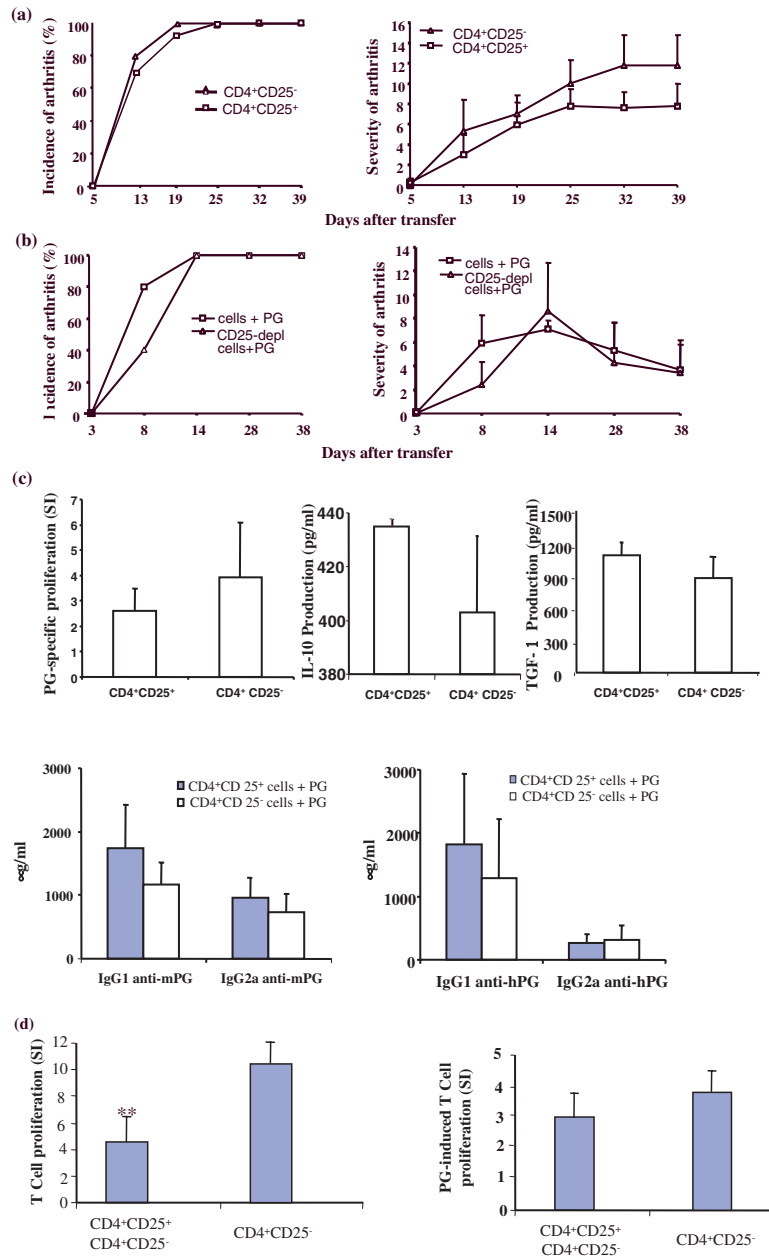 (a)
Incidence of arthritis (%)
100
80
60
40
20
0
CD4+CD25-
CD4+CD25+
5 13 19 25 32 39
Severity of arthritis
16
14
12
10
8
6
4
2
0
CD4+CD25-
CD4+CD25+
5 13 19 25 32 39
Days after transfer
(b)
Incidence of arthritis (%)
100
80
60
40
20
0
cells + PG
CD25-depl
cells+PG
3 8 14 28 38
Severity of arthritis
14
12
10
8
6
4
2
0
cells + PG
CD25-depl
cells+PG
3 8 14 28 38
Days after transfer
(c)
PG-specific proliferation (SI)
7
6
5
4
3
2
1
0
CD4+CD25+ CD4+ CD25-
IL-10 Production (pg/ml)
440
420
400
380
CD4+CD25+ CD4+ CD25-
TGF- 1 Production (pg/ml)
1500
1200
900
600
300
0
CD4+CD25+ CD4+ CD25-
∝g/ml
3000
2000
1000
0
CD4+CD 25+ cells + PG
CD4+CD 25- cells + PG
IgG1 anti-mPG IgG2a anti-mPG
∝g/ml
3000
2000
1000
0
CD4+CD 25+ cells + PG
CD4+CD 25- cells + PG
IgG1 anti-hPG IgG2a anti-hPG
(d)
T Cell proliferation (SI)
12
10
8
6
4
2
0
**
CD4+CD25+
CD4+CD25-
CD4+CD25-
PG-induced T Cell
proliferation (SI)
5
4
3
2
1
0
CD4+CD25+
CD4+CD25-
CD4+CD25-